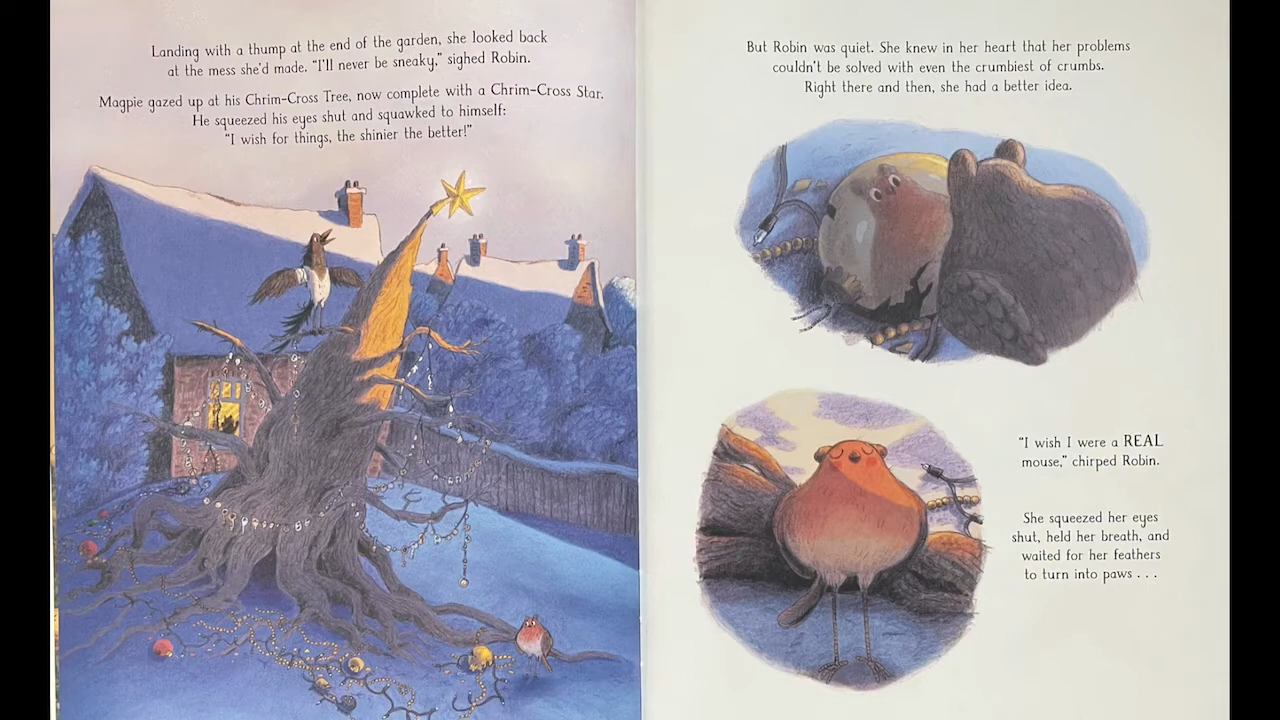 Landing with a thump at the end of the garden, she looked back
at the mess she'd made. “I'll never be sneaky,” sighed Robin.
Magpie gazed up at his Chrim-Cross Tree, now complete with a Chrim-Cross Star.
He squeezed his eyes shut and squawked to himself:
“I wish for things, the shinier the better!”
But Robin was quiet. She knew in her heart that her problems
couldn't be solved with even the crumbiest of crumbs.
Right there and then, she had a better idea.
“I wish I were a REAL
mouse,” chirped Robin.
She squeezed her eyes
shut, held her breath, and
waited for her feathers
to turn into paws . . .